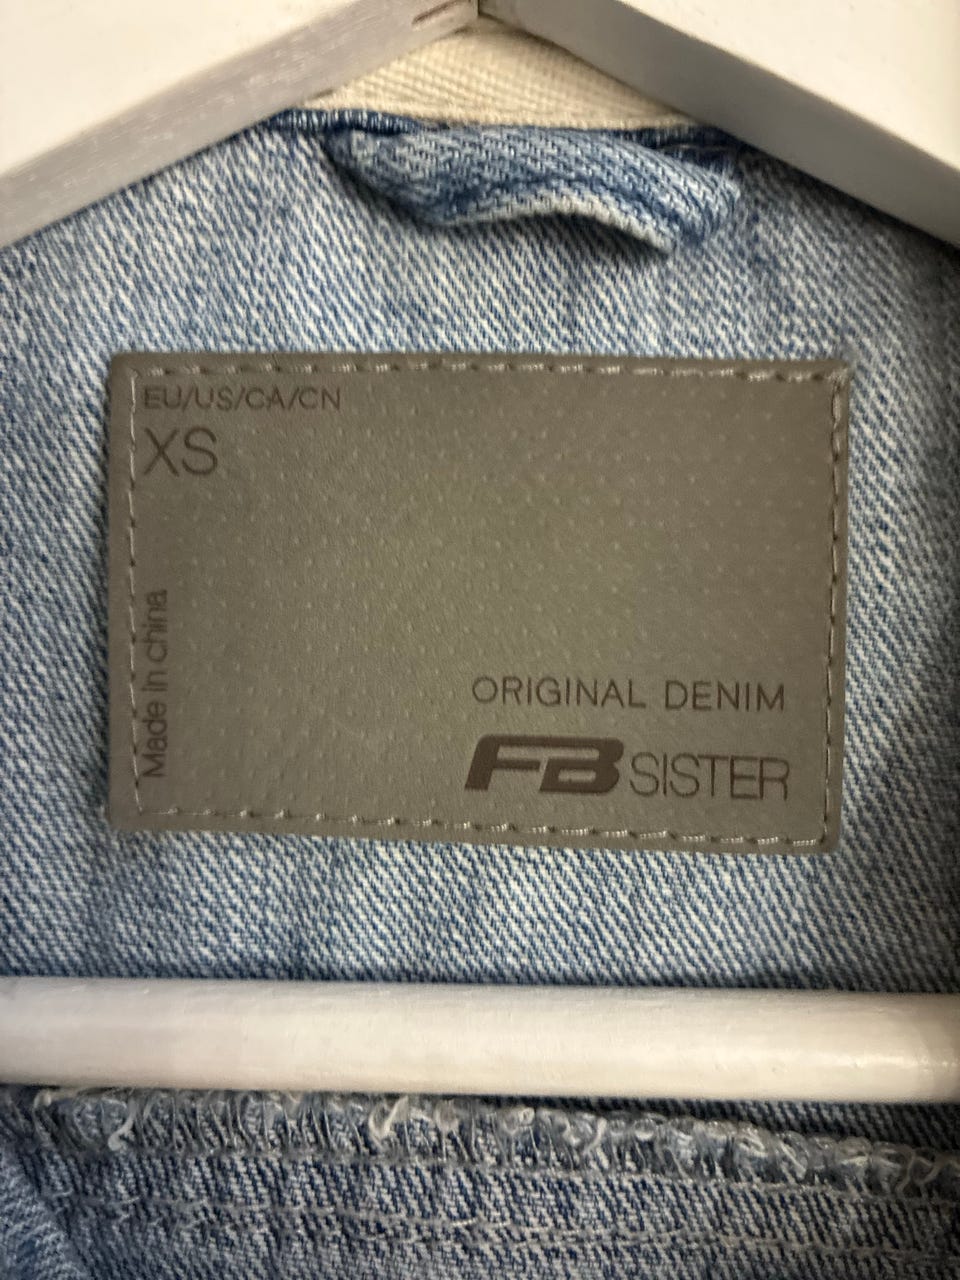 EU/US/CA/CN
XS
Made in china
ORIGINAL DENIM
FB SISTER